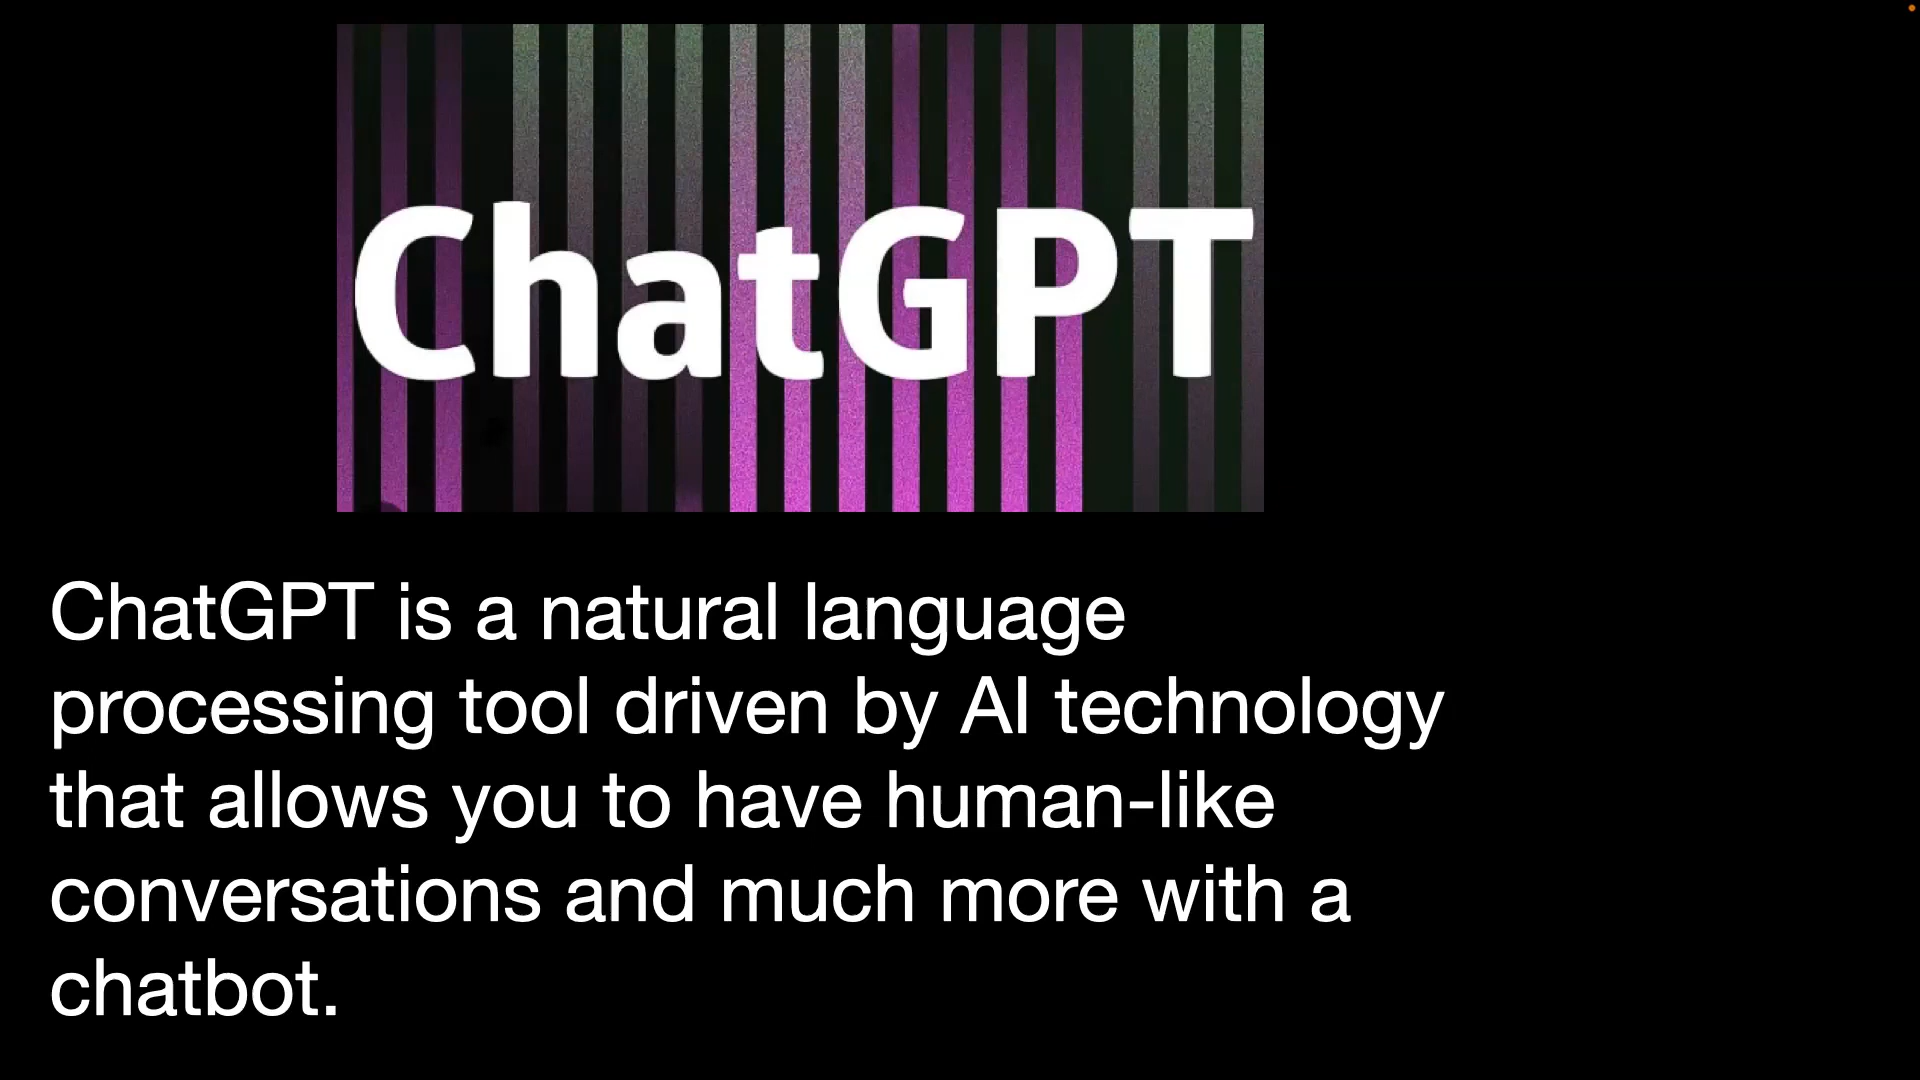 ChatGPT
ChatGPT is a natural language
processing tool driven by AI technology
that allows you to have human-like
conversations and much more with a
chatbot.